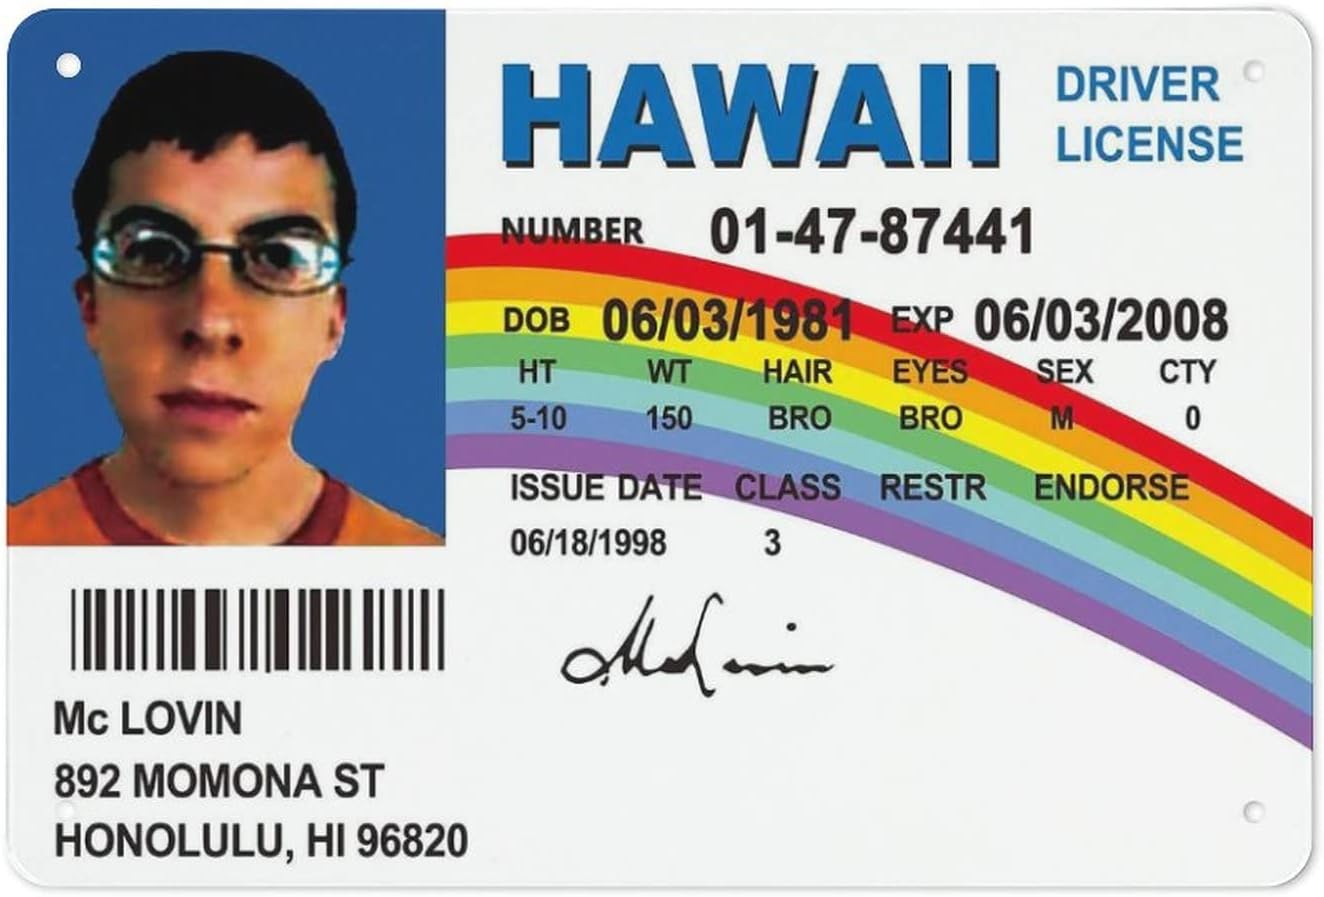 HAWAII
DRIVER
LICENSE
NUMBER 01-47-87441
DOB 06/03/1981 EXP 06/03/2008
HT WT HAIR EYES SEX CTY
5-10 150 BRO BRO M 0
ISSUE DATE CLASS RESTR ENDORSE
06/18/1998 3
McLovin
Mc LOVIN
892 MOMONA ST
HONOLULU, HI 96820